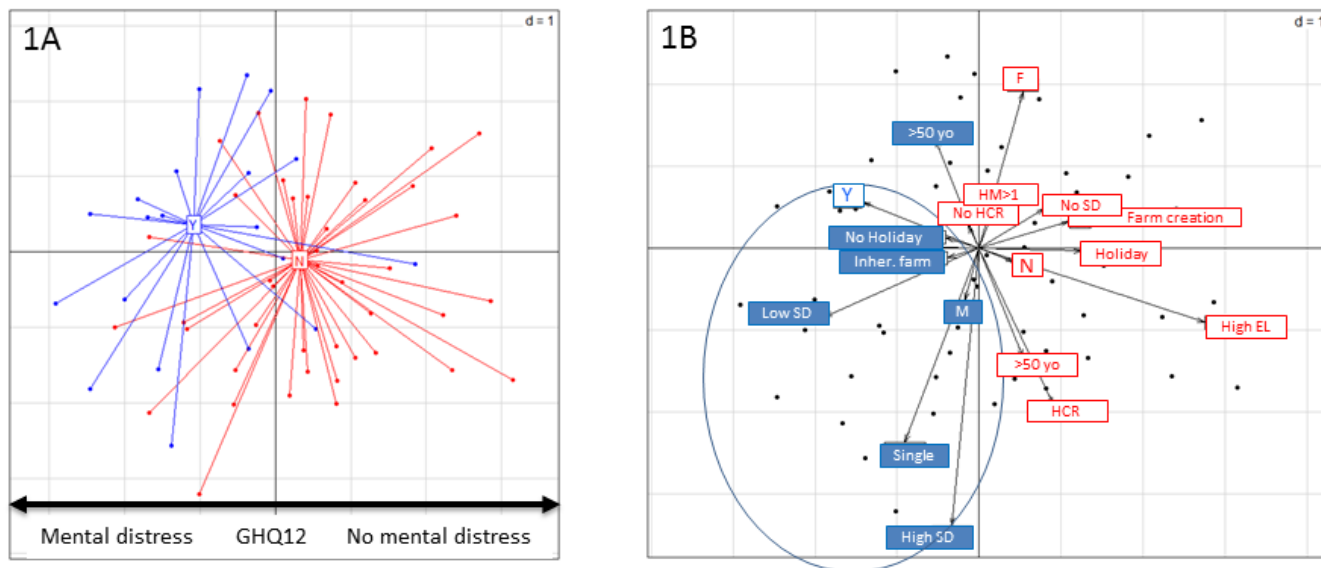 1A
d = 1
Y
N
Mental distress GHQ12 No mental distress
1B
d = 1
F
>50 yo
Y
HM>1
No HCR
No SD
Farm creation
No Holiday
Holiday
Inher. farm
N
Low SD
M
High EL
>50 yo
HCR
Single
High SD